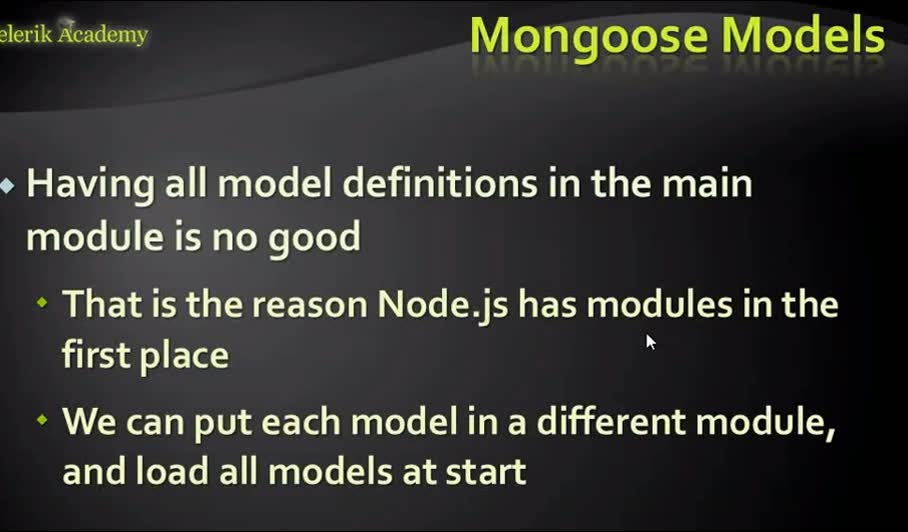 elerik Academy
Mongoose Models
Having all model definitions in the main
module is no good
That is the reason Node.js has modules in the
first place
We can put each model in a different module,
and load all models at start